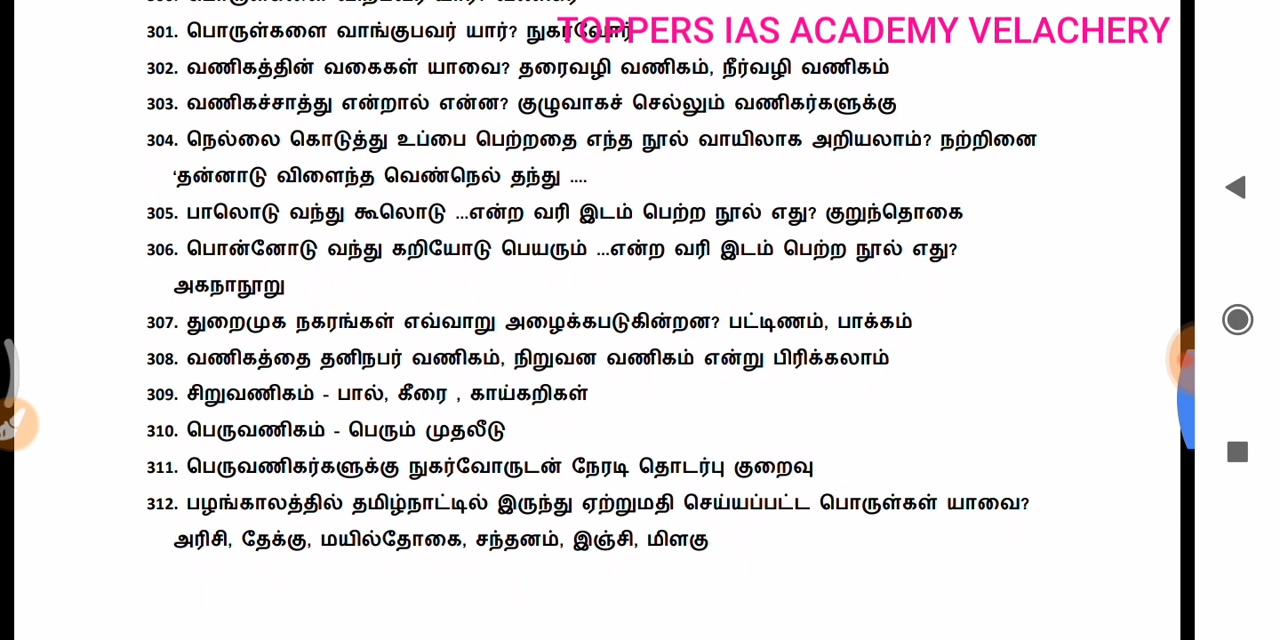 301. பொருள்களை வாங்குபவர் யார்? நுகர்வோர்
TOPPERS IAS ACADEMY VELACHERY
302. வணிகத்தின் வகைகள் யாவை? தரைவழி வணிகம், நீர்வழி வணிகம்
303. வணிகச்சாத்து என்றால் என்ன? குழுவாகச் செல்லும் வணிகர்களுக்கு
304. நெல்லை கொடுத்து உப்பை பெற்றதை எந்த நூல் வாயிலாக அறியலாம்? நற்றினை
‘தன்னாடு விளைந்த வெண்நெல் தந்து ....
305. பாலொடு வந்து கூலொடு ...என்ற வரி இடம் பெற்ற நூல் எது? குறுந்தொகை
306. பொன்னோடு வந்து கறியோடு பெயரும் ...என்ற வரி இடம் பெற்ற நூல் எது?
அகநாநூறு
307. துறைமுக நகரங்கள் எவ்வாறு அழைக்கபடுகின்றன? பட்டிணம், பாக்கம்
308. வணிகத்தை தனிநபர் வணிகம், நிறுவன வணிகம் என்று பிரிக்கலாம்
309. சிறுவணிகம் - பால், கீரை , காய்கறிகள்
310. பெருவணிகம் - பெரும் முதலீடு
311. பெருவணிகர்களுக்கு நுகர்வோருடன் நேரடி தொடர்பு குறைவு
312. பழங்காலத்தில் தமிழ்நாட்டில் இருந்து ஏற்றுமதி செய்யப்பட்ட பொருள்கள் யாவை?
அரிசி, தேக்கு, மயில்தோகை, சந்தனம், இஞ்சி, மிளகு